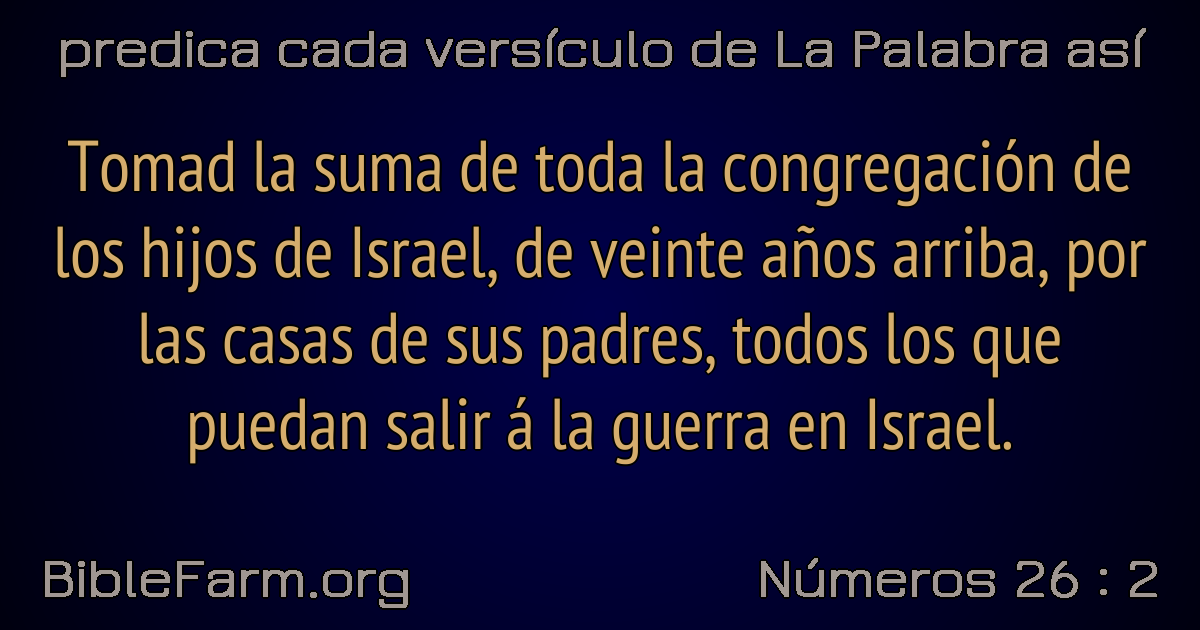 predica cada versículo de La Palabra así
Tomad la suma de toda la congregación de
los hijos de Israel, de veinte años arriba, por
las casas de sus padres, todos los que
puedan salir á la guerra en Israel.
BibleFarm.org
Números 26 : 2